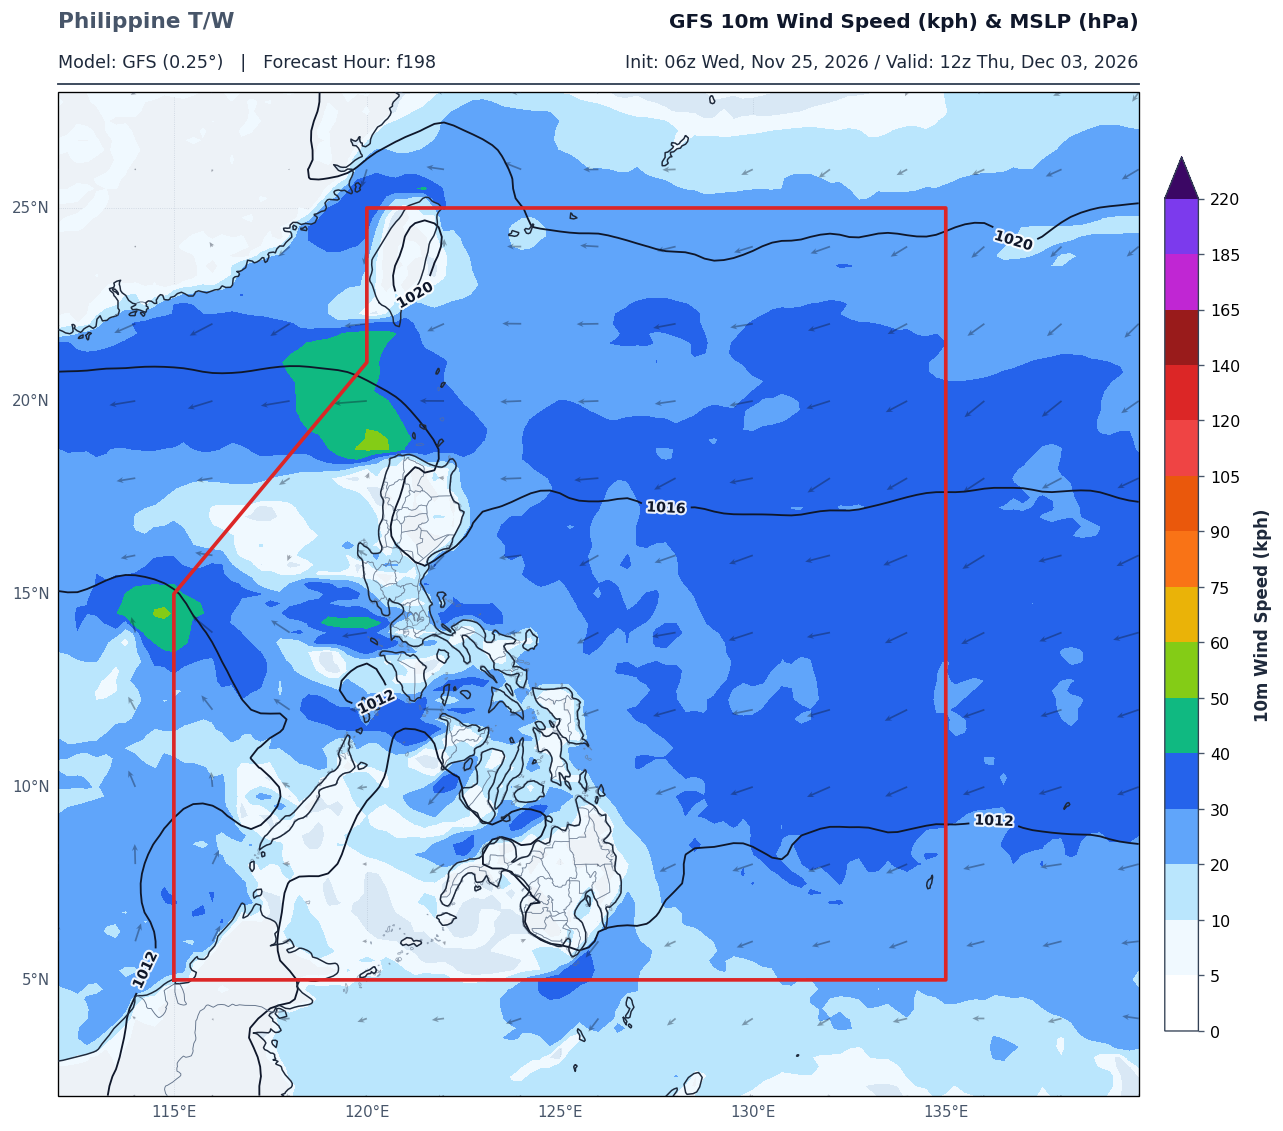 Philippine T/W
GFS 10m Wind Speed (kph) & MSLP (hPa)
Model: GFS (0.25°) | Forecast Hour: f198
Init: 06z Wed, Nov 25, 2026 / Valid: 12z Thu, Dec 03, 2026
25°N
20°N
15°N
10°N
5°N
115°E
120°E
125°E
130°E
135°E
1020
1020
1016
1012
1012
1012
220
185
165
140
120
105
90
75
60
50
40
30
20
10
5
0
10m Wind Speed (kph)